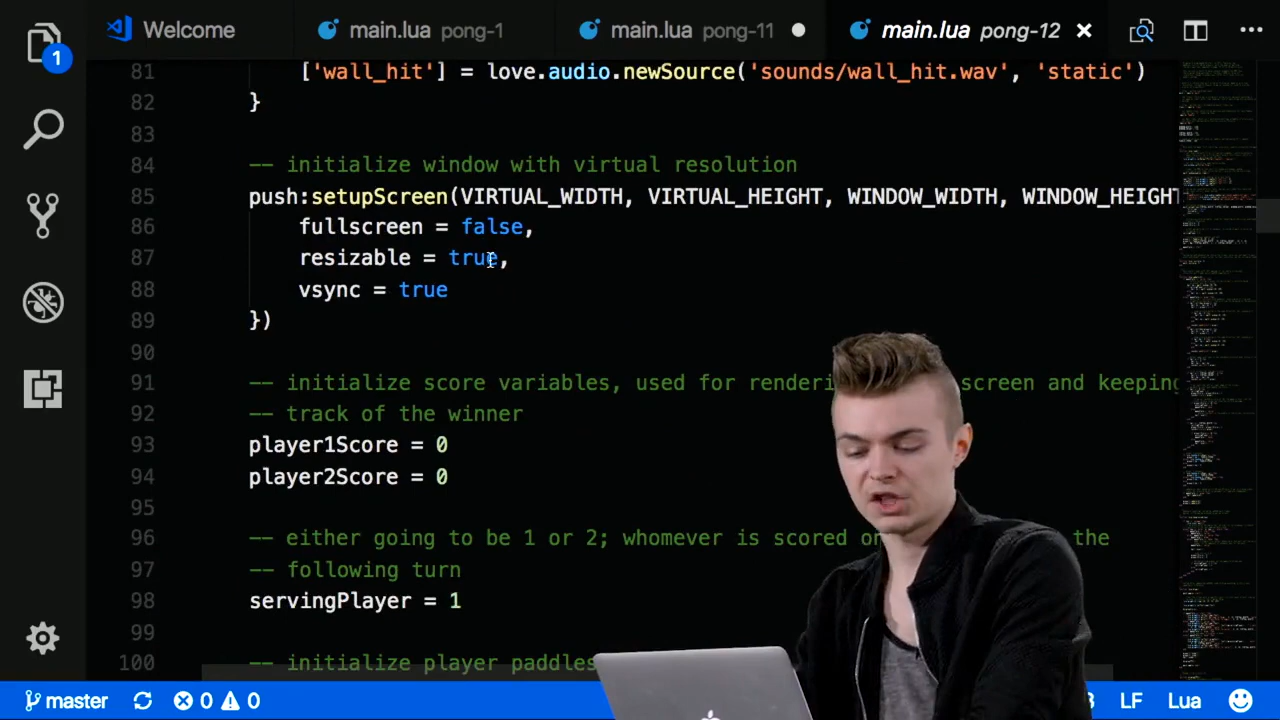 Welcome
main.lua pong-1
main.lua pong-11
main.lua pong-12
1
81 ['wall_hit'] = love.audio.newSource('sounds/wall_hit.wav', 'static')
82 }
83
84 -- initialize window with virtual resolution
85 push:setupScreen(VIRTUAL_WIDTH, VIRTUAL_HEIGHT, WINDOW_WIDTH, WINDOW_HEIGHT
86 fullscreen = false,
87 resizable = true,
88 vsync = true
89 })
90
91 -- initialize score variables, used for screen and keeping
92 -- track of the winner
93 player1Score = 0
94 player2Score = 0
95
96 -- either going to be 1 or 2; whomever is scored the
97 -- following turn
98 servingPlayer = 1
99
100 -- initialize player paddles
master 0 0 LF Lua